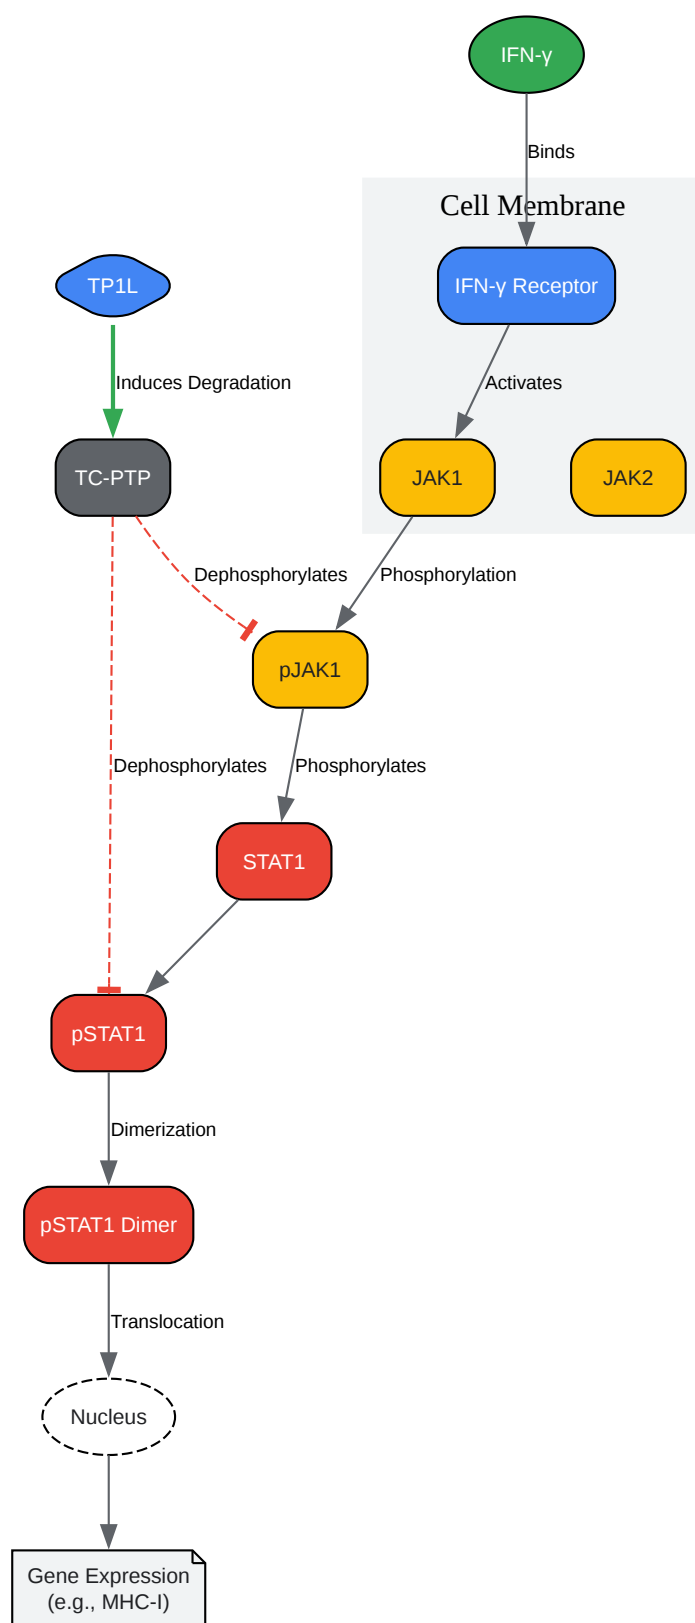 IFN-γ
Binds
Cell Membrane
TP1L
IFN-γ Receptor
Induces Degradation
Activates
TC-PTP
JAK1
JAK2
Dephosphorylates
Phosphorylation
pJAK1
Dephosphorylates
Phosphorylates
STAT1
pSTAT1
Dimerization
pSTAT1 Dimer
Translocation
Nucleus
Gene Expression
(e.g., MHC-I)